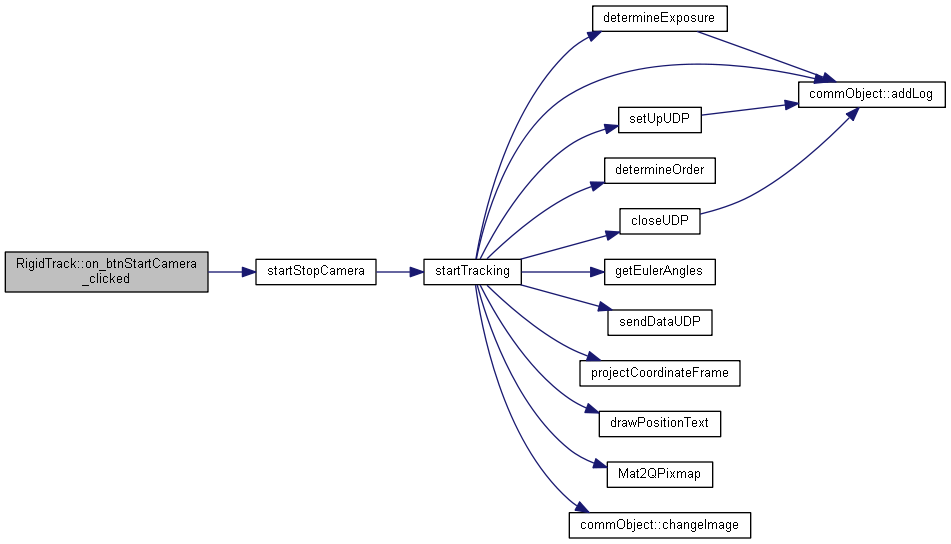 determineExposure
commObject::addLog
setUpUDP
determineOrder
closeUDP
RigidTrack::on_btnStartCamera
_clicked
startStopCamera
startTracking
getEulerAngles
sendDataUDP
projectCoordinateFrame
drawPositionText
Mat2QPixmap
commObject::changeImage